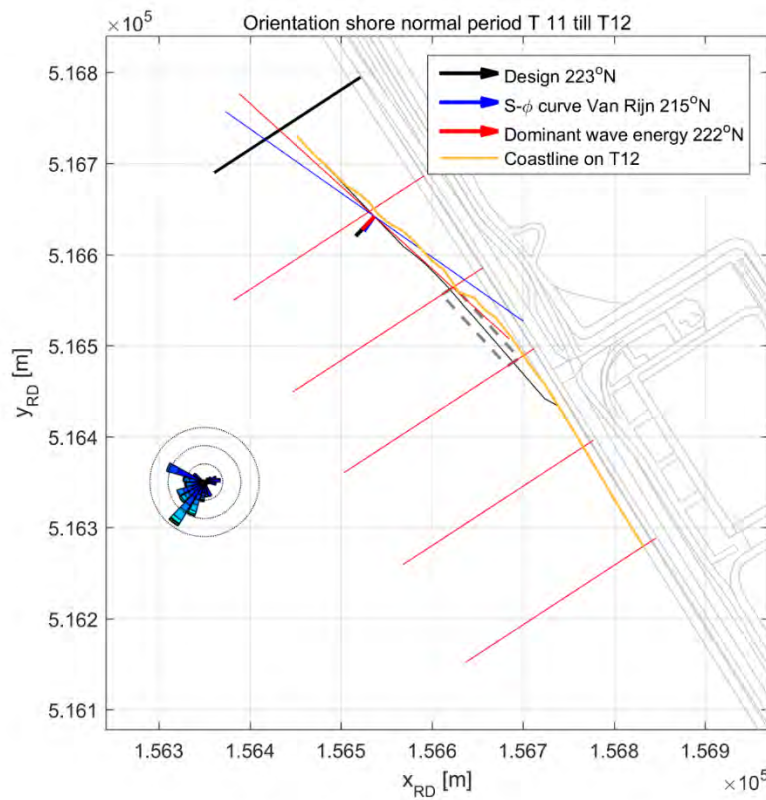 Orientation shore normal period T 11 till T12
×10⁵
Design 223°N
S-ϕ curve Van Rijn 215°N
Dominant wave energy 222°N
Coastline on T12
5.168
5.167
5.166
5.165
5.164
5.163
5.162
5.161
y_RD [m]
1.563 1.564 1.565 1.566 1.567 1.568 1.569
x_RD [m]
×10⁵